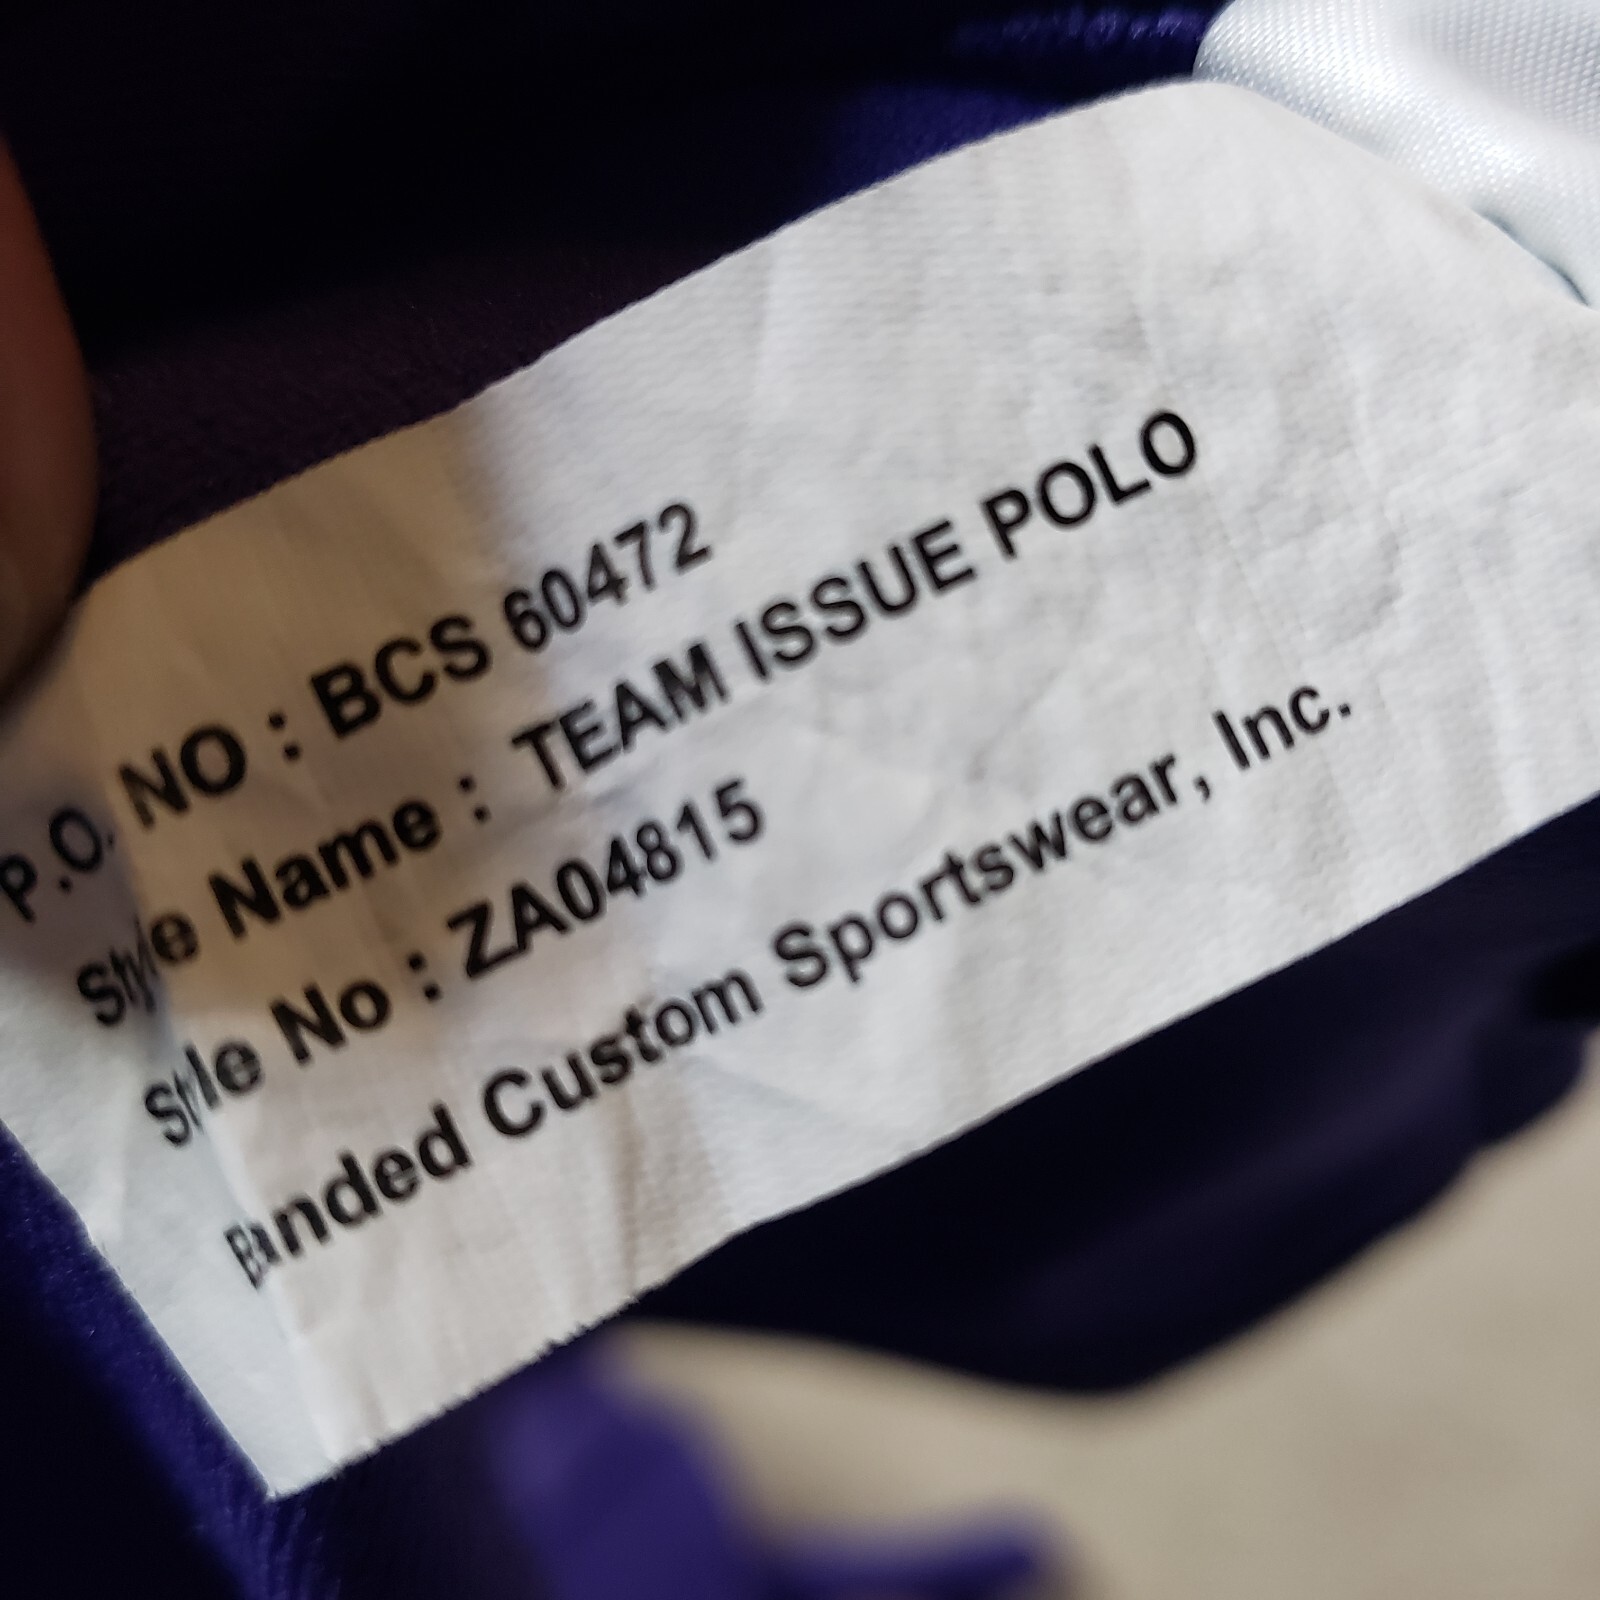 P.O. NO : BCS 60472
Style Name : TEAM ISSUE POLO
Style No : ZA04815
Branded Custom Sportswear, Inc.